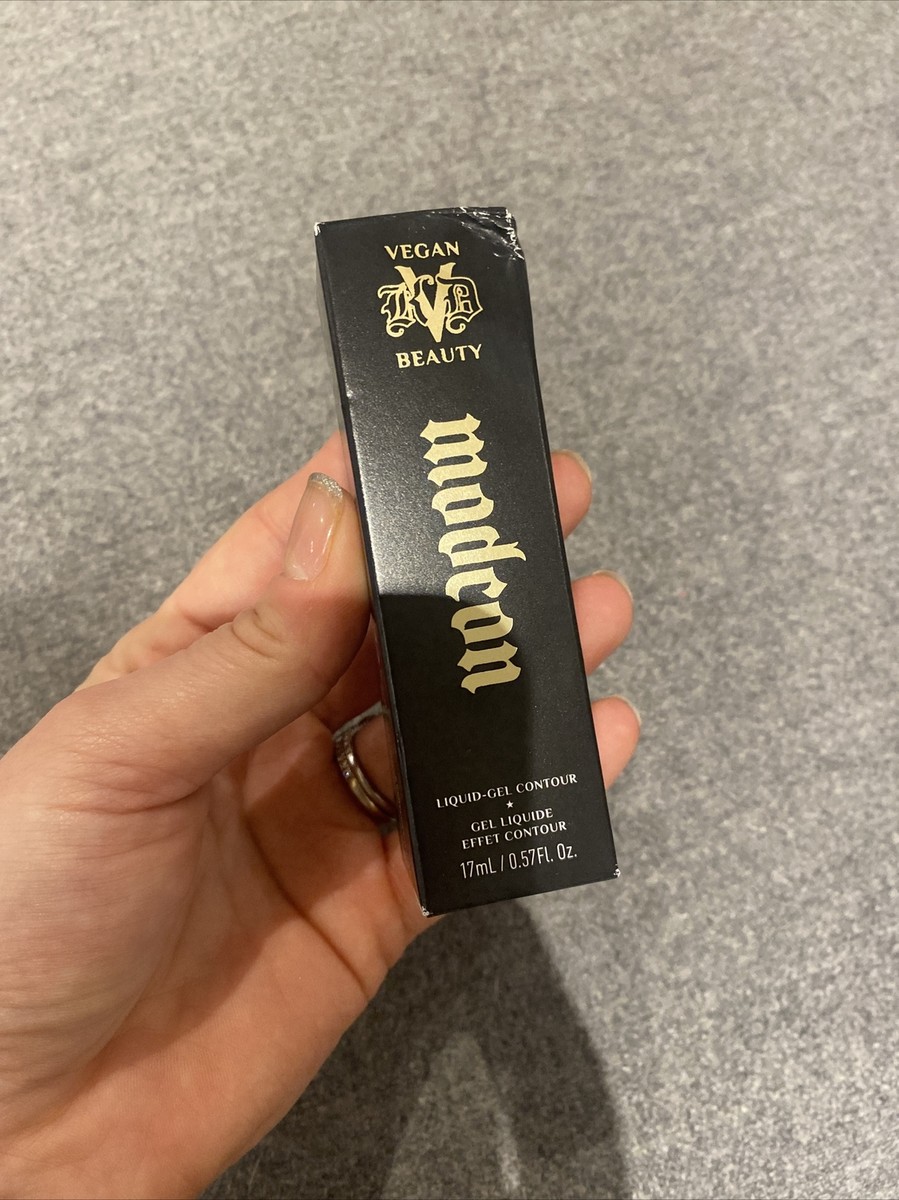 VEGAN
KVD
BEAUTY
modcon
LIQUID-GEL CONTOUR
GEL LIQUIDE
EFFET CONTOUR
17mL / 0.57Fl. Oz.